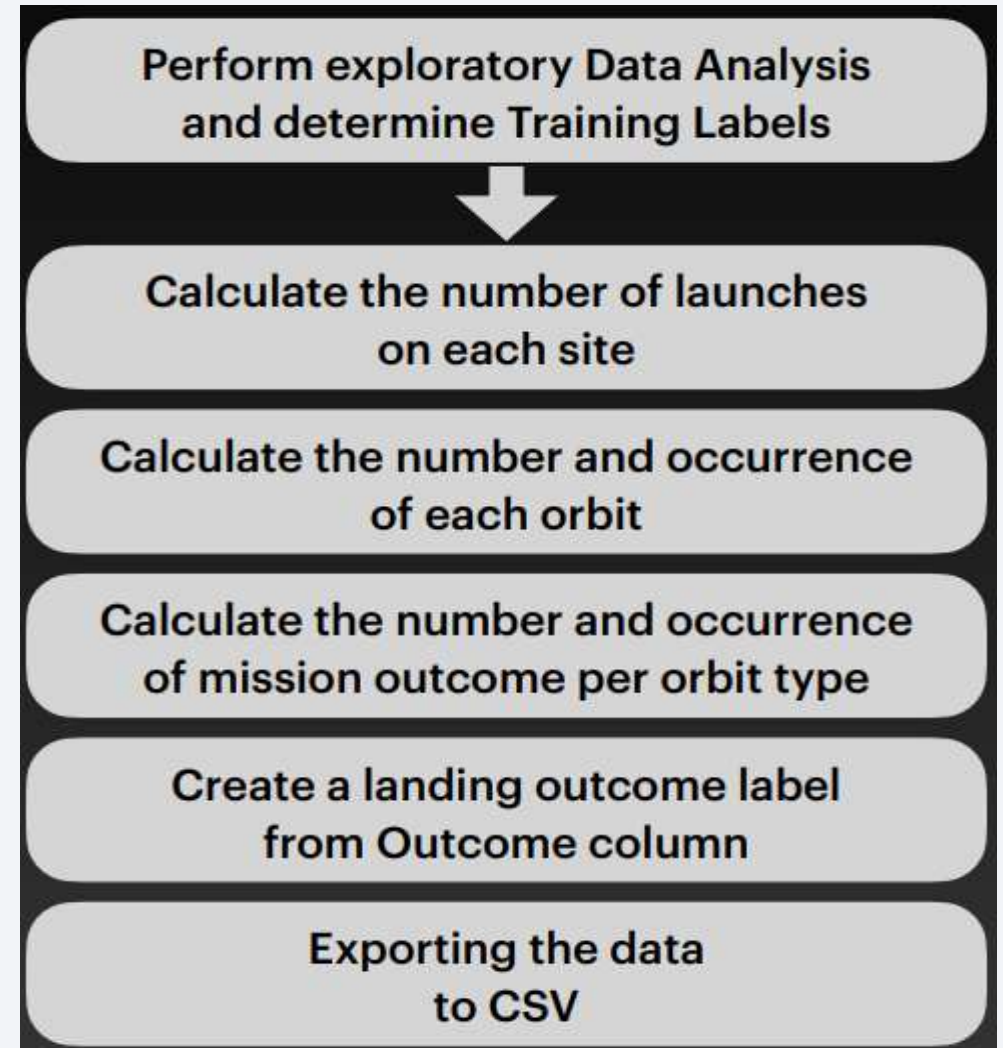 Perform exploratory Data Analysis
and determine Training Labels
Calculate the number of launches
on each site
Calculate the number and occurrence
of each orbit
Calculate the number and occurrence
of mission outcome per orbit type
Create a landing outcome label
from Outcome column
Exporting the data
to CSV